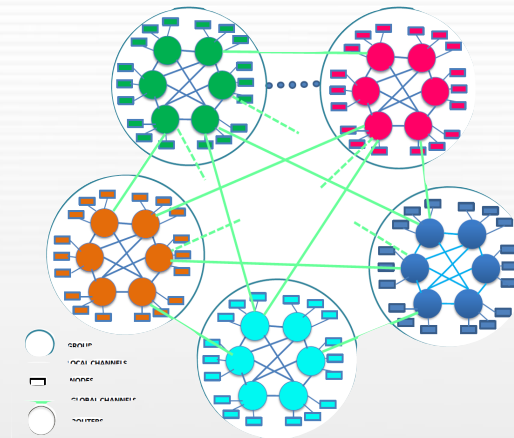 GROUP
LOCAL CHANNELS
NODES
GLOBAL CHANNELS
ROUTERS